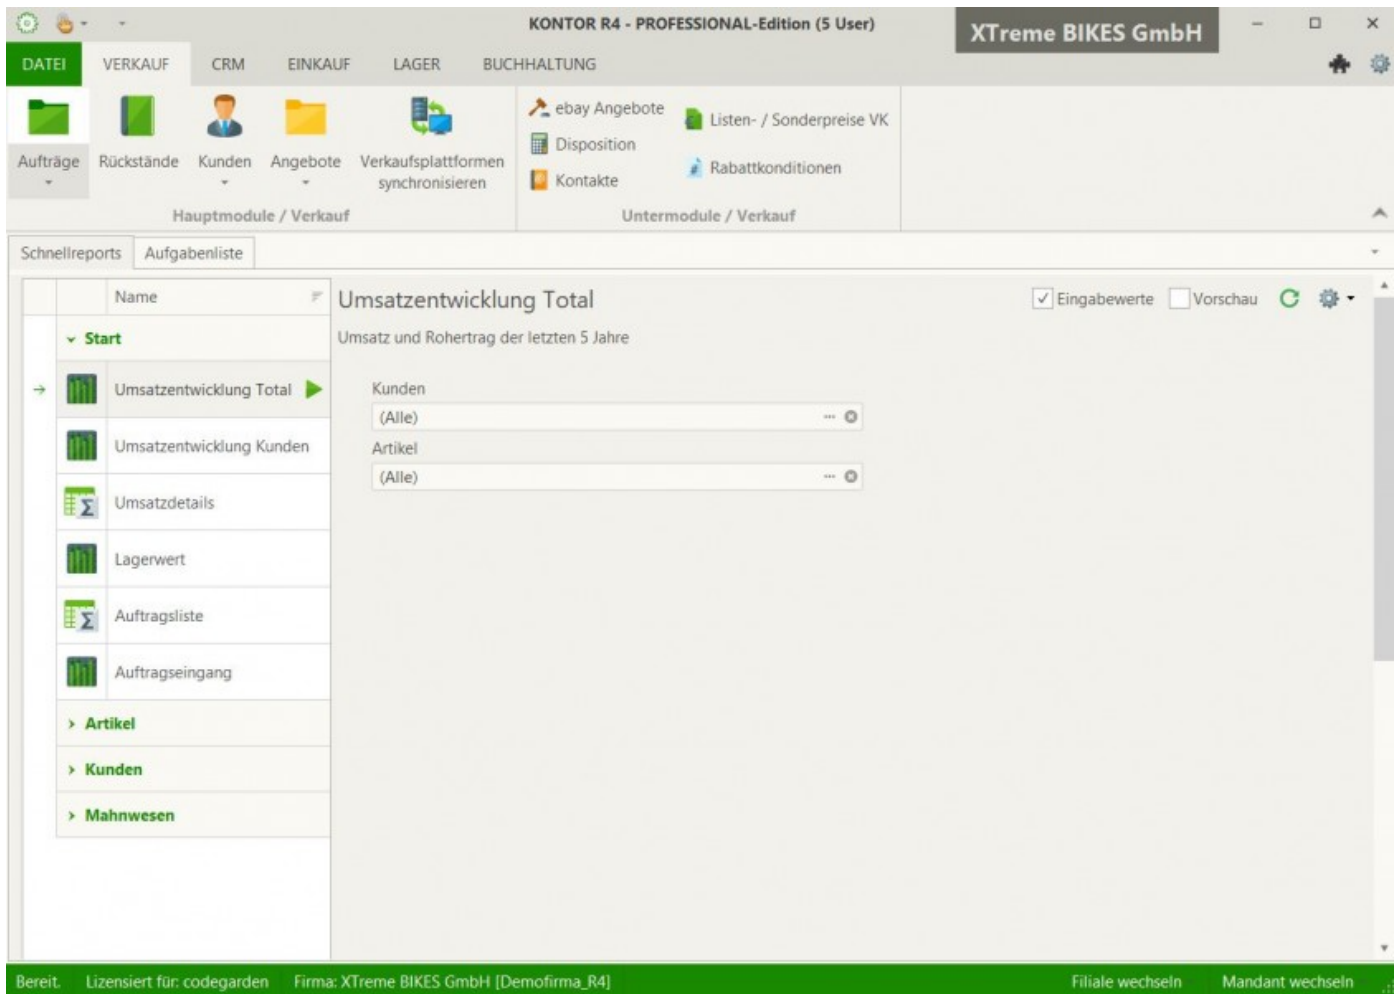 KONTOR R4 - PROFESSIONAL-Edition (5 User)
XTreme BIKES GmbH
DATEI VERKAUF CRM EINKAUF LAGER BUCHHALTUNG
Aufträge
Rückstände
Kunden
Angebote
Verkaufsplattformen
synchronisieren
Hauptmodule / Verkauf
ebay Angebote
Disposition
Kontakte
Listen- / Sonderpreise VK
Rabattkonditionen
Untermodule / Verkauf
Schnellreports Aufgabenliste
Name
Start
Umsatzentwicklung Total
Umsatzentwicklung Kunden
Umsatzdetails
Lagerwert
Auftragsliste
Auftragseingang
Artikel
Kunden
Mahnwesen
Umsatzentwicklung Total
Eingabewerte Vorschau
Umsatz und Rohertrag der letzten 5 Jahre
Kunden
(Alle)
Artikel
(Alle)
Bereit. Lizensiert für: codegarden Firma: XTreme BIKES GmbH [Demofirma_R4] Filiale wechseln Mandant wechseln